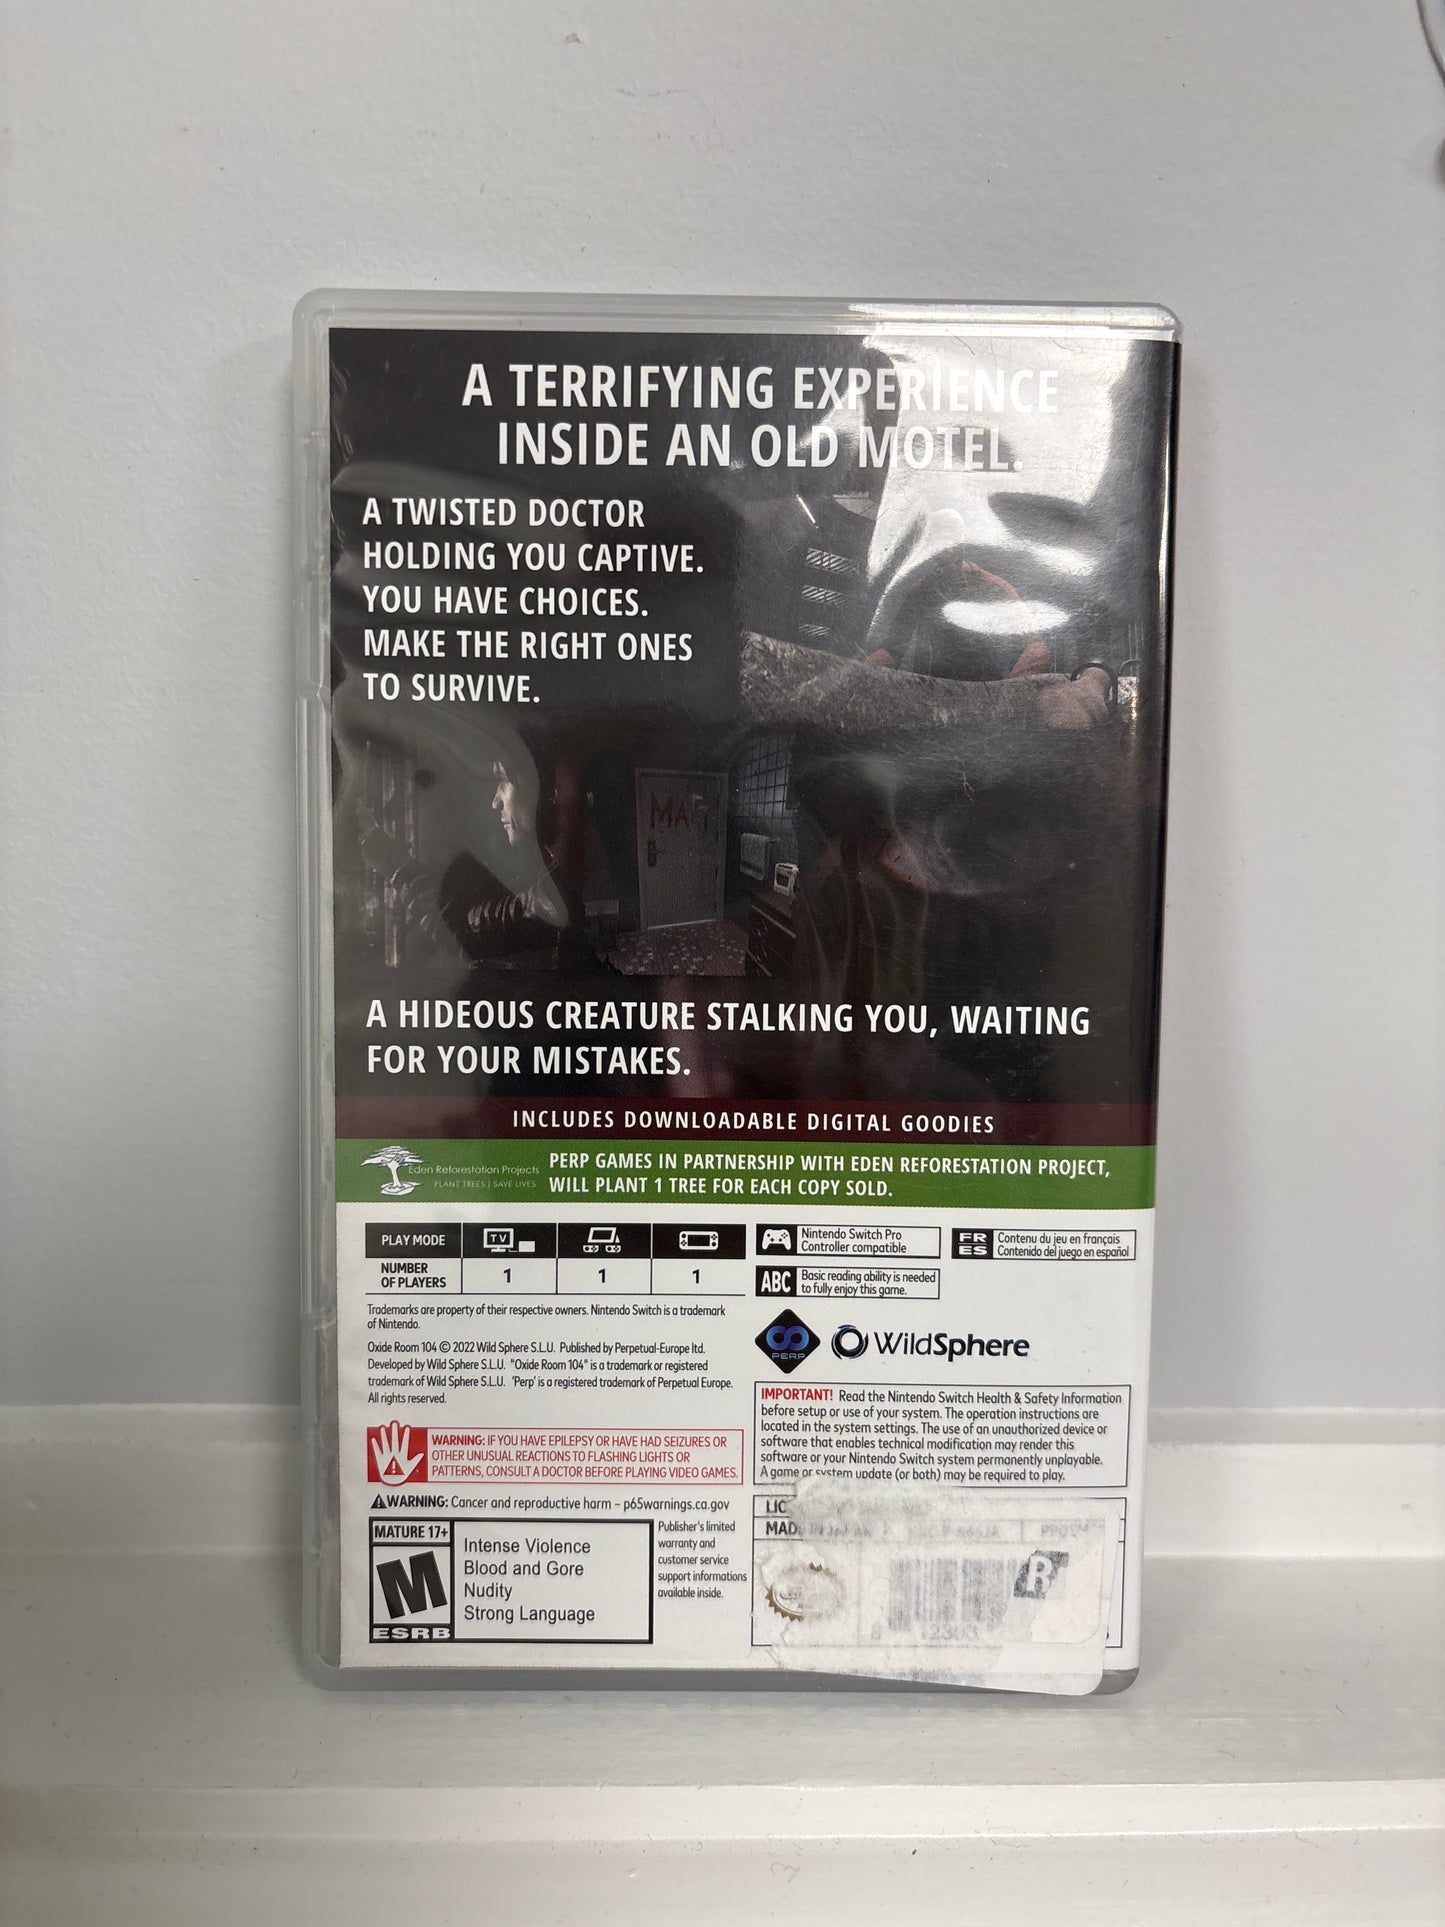 A TERRIFYING EXPERIENCE
INSIDE AN OLD MOTEL.
A TWISTED DOCTOR
HOLDING YOU CAPTIVE.
YOU HAVE CHOICES.
MAKE THE RIGHT ONES
TO SURVIVE.
MATT
A HIDEOUS CREATURE STALKING YOU, WAITING
FOR YOUR MISTAKES.
INCLUDES DOWNLOADABLE DIGITAL GOODIES
Eden Reforestation Projects
PLANT TREES | SAVE LIVES
PERP GAMES IN PARTNERSHIP WITH EDEN REFORESTATION PROJECT,
WILL PLANT 1 TREE FOR EACH COPY SOLD.
PLAY MODE
TV
NUMBER
OF PLAYERS
1 1 1
Nintendo Switch Pro
Controller compatible
FR
ES
Contenu du jeu en français
Contenido del juego en español
ABC
Basic reading ability is needed
to fully enjoy this game.
Trademarks are property of their respective owners. Nintendo Switch is a trademark
of Nintendo.
Oxide Room 104 © 2022 Wild Sphere S.L.U. Published by Perpetual-Europe ltd.
Developed by Wild Sphere S.L.U. "Oxide Room 104" is a trademark or registered
trademark of Wild Sphere S.L.U. 'Perp' is a registered trademark of Perpetual Europe.
All rights reserved.
PERP
WildSphere
WARNING: IF YOU HAVE EPILEPSY OR HAVE HAD SEIZURES OR
OTHER UNUSUAL REACTIONS TO FLASHING LIGHTS OR
PATTERNS, CONSULT A DOCTOR BEFORE PLAYING VIDEO GAMES.
IMPORTANT! Read the Nintendo Switch Health & Safety Information
before setup or use of your system. The operation instructions are
located in the system settings. The use of an unauthorized device or
software that enables technical modification may render this
software or your Nintendo Switch system permanently unplayable.
A game or system update (or both) may be required to play.
WARNING: Cancer and reproductive harm – p65warnings.ca.gov
MATURE 17+
M
ESRB
Intense Violence
Blood and Gore
Nudity
Strong Language
Publisher's limited
warranty and
customer service
support informations
available inside.
LIC
MAD
R